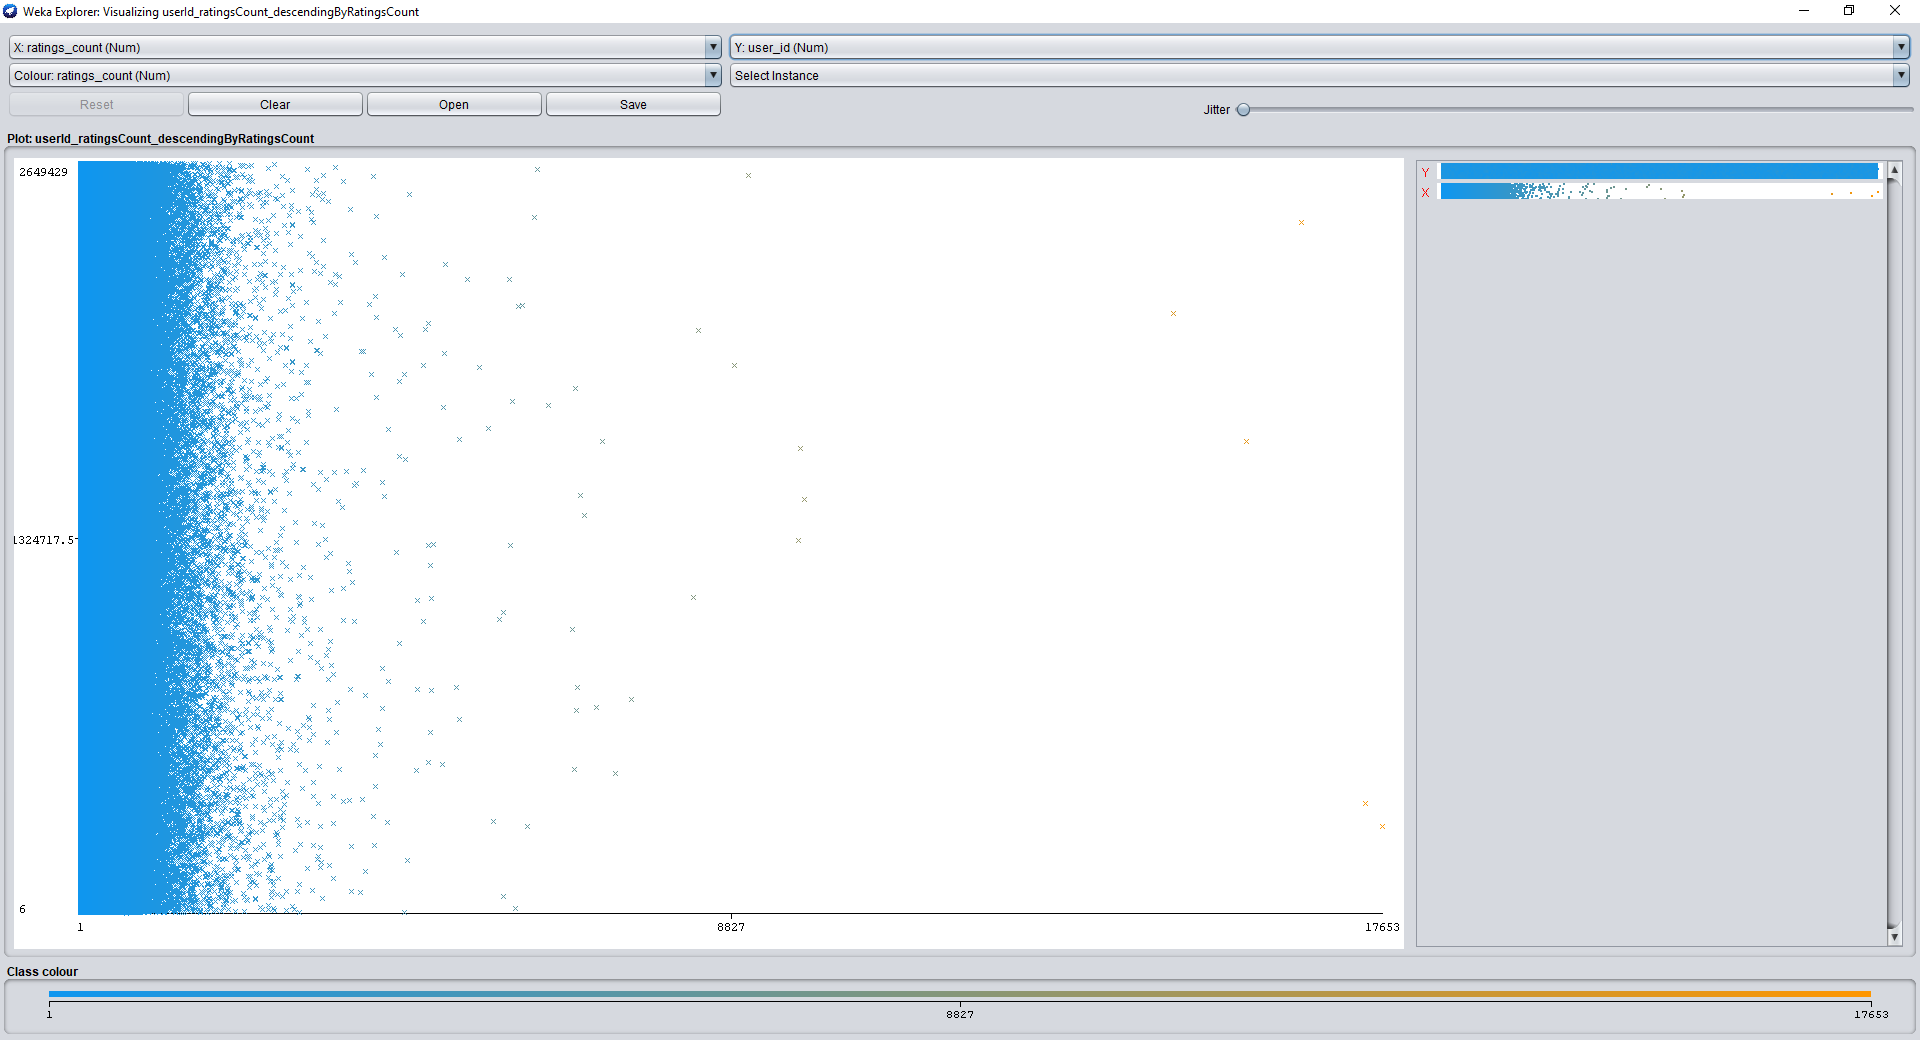 Weka Explorer: Visualizing userId_ratingsCount_descendingByRatingsCount
X: ratings_count (Num)
Y: user_id (Num)
Colour: ratings_count (Num)
Select Instance
Reset
Clear
Open
Save
Jitter
Plot: userId_ratingsCount_descendingByRatingsCount
2649429
1324717.5
6
1
8827
17653
Y
X
Class colour
1
8827
17653